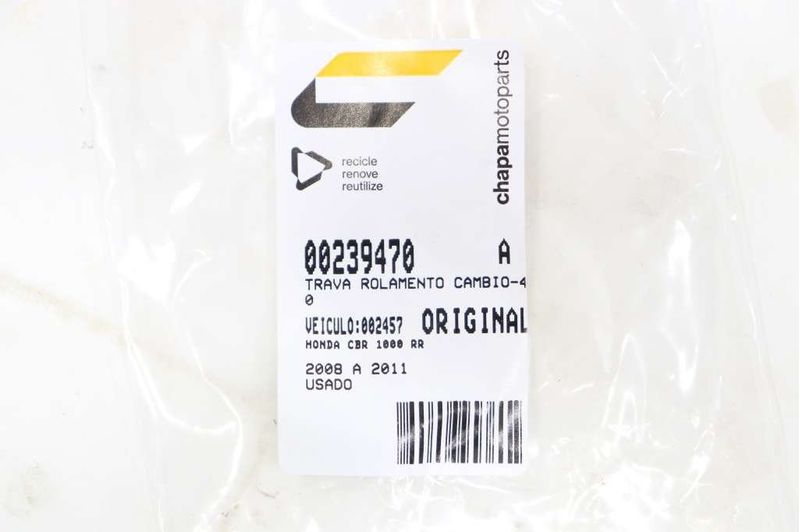 chapamotoparts
recicle
renove
reutilize
00239470 A
TRAVA ROLAMENTO CAMBIO-4
0
VEICULO:002457 ORIGINAL
HONDA CBR 1000 RR
2008 A 2011
USADO